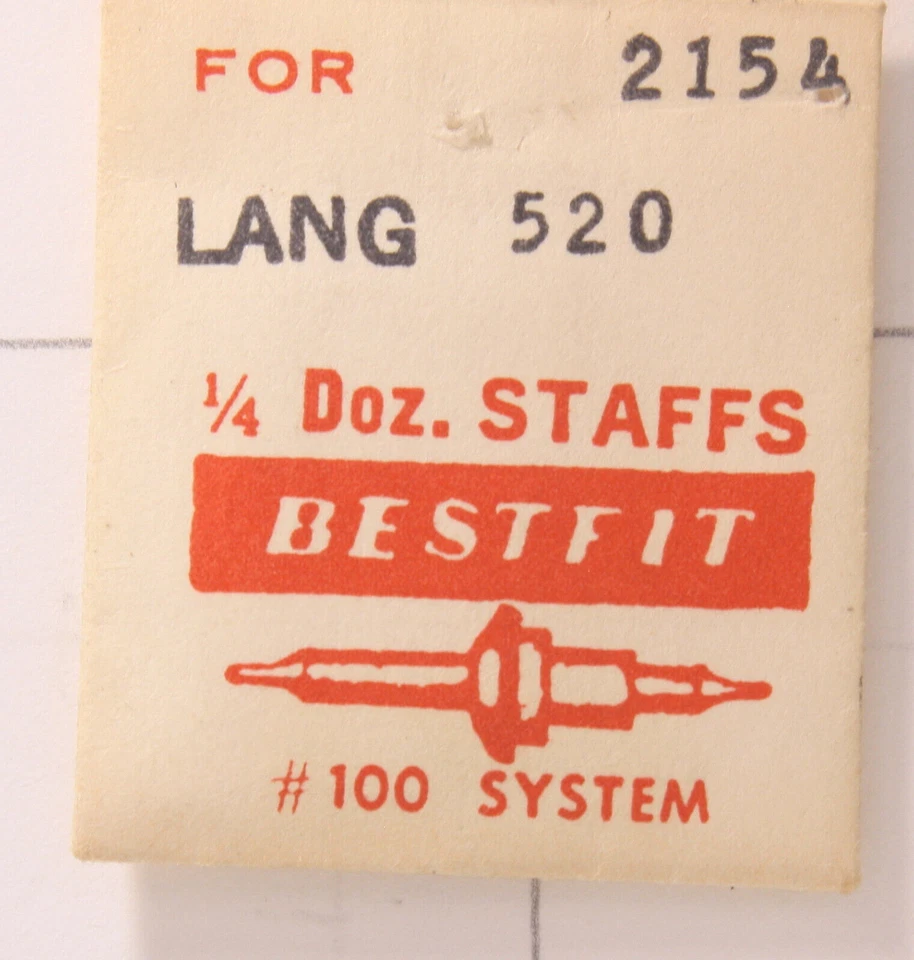 FOR 2154
LANG 520
¼ Doz. STAFFS
BESTFIT
#100 SYSTEM